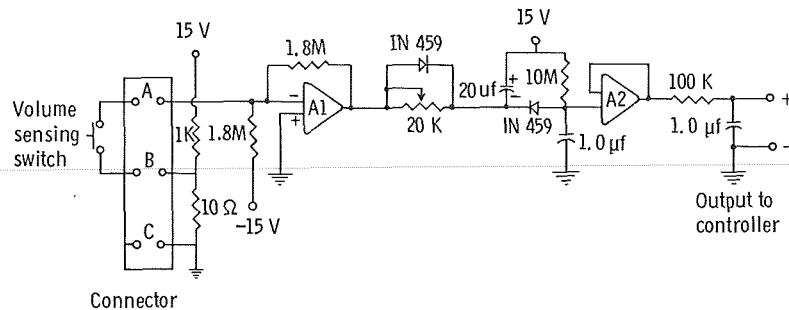 15 V
1.8M
IN 459
15 V
A
Volume
sensing
switch
1K
1.8M
−
+
A1
20 K
20 uf
+
−
10M
IN 459
A2
100 K
1.0 µf
1.0 µf
+
−
B
10 Ω
−15 V
C
Output to
controller
Connector